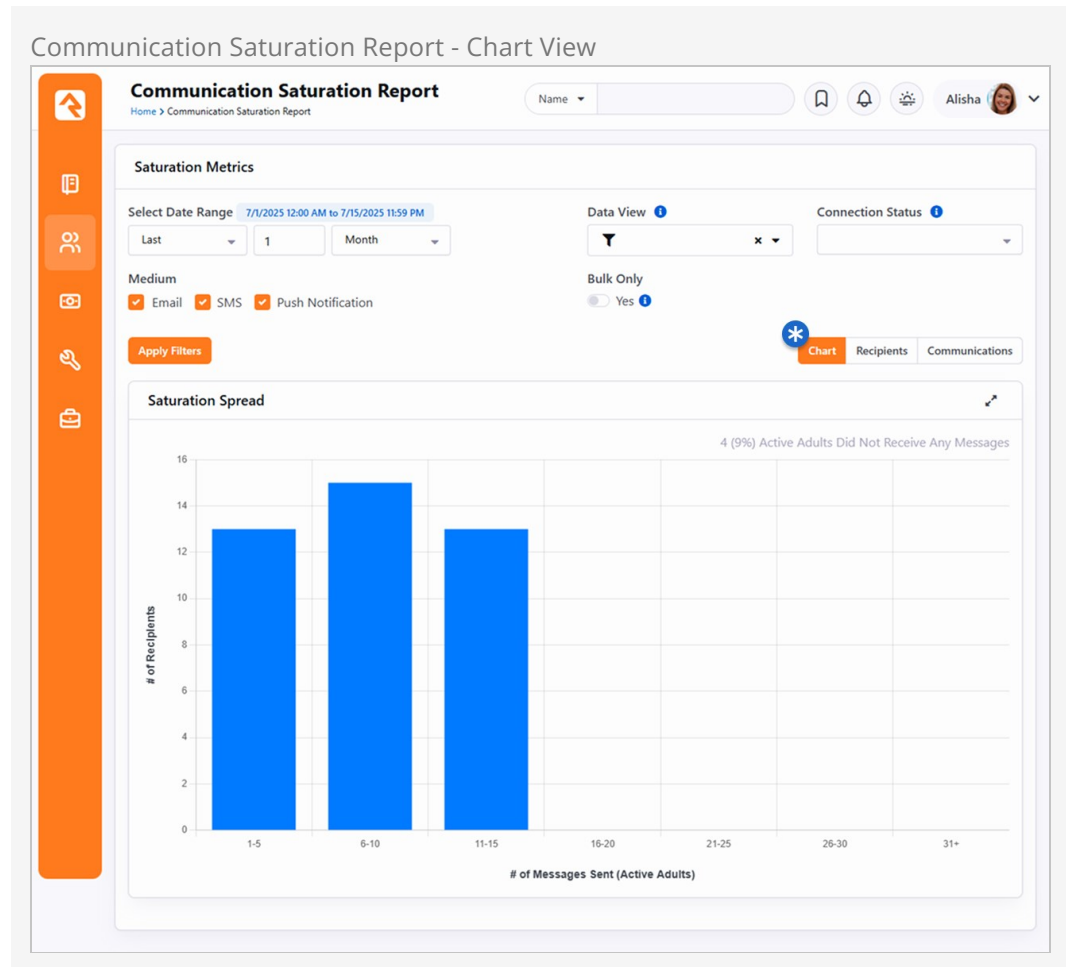 Communication Saturation Report - Chart View
Communication Saturation Report
Home > Communication Saturation Report
Name
Alisha
Saturation Metrics
Select Date Range 7/1/2025 12:00 AM to 7/15/2025 11:59 PM
Data View
Connection Status
Last 1 Month
Medium
Bulk Only
Email SMS Push Notification
Yes
Apply Filters
Chart Recipients Communications
Saturation Spread
4 (9%) Active Adults Did Not Receive Any Messages
16
14
12
10
8
6
4
2
0
# of Recipients
1-5 6-10 11-15 16-20 21-25 26-30 31+
# of Messages Sent (Active Adults)